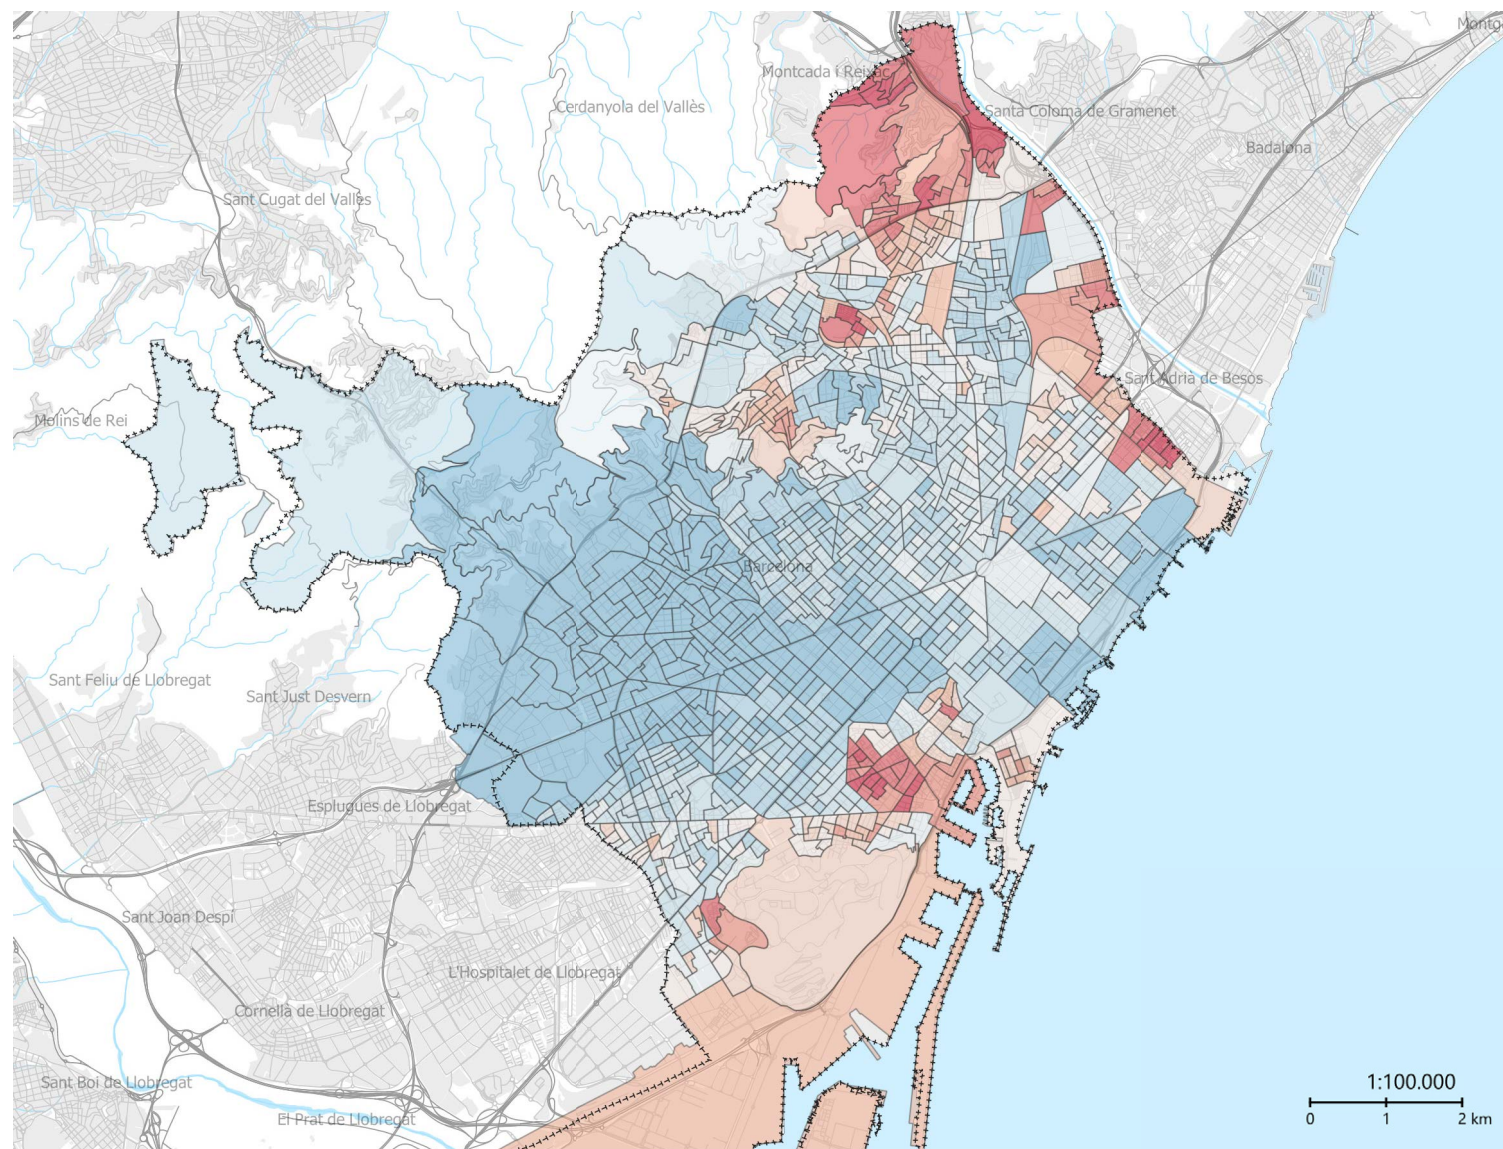 Montg
Montcada i Reixac
Cerdanyola del Vallès
Santa Coloma de Gramenet
Badalona
Sant Cugat del Vallès
Sant Adrià de Besòs
Molins de Rei
Barcelona
Sant Feliu de Llobregat
Sant Just Desvern
Esplugues de Llobregat
Sant Joan Despí
L'Hospitalet de Llobregat
Cornellà de Llobregat
Sant Boi de Llobregat
El Prat de Llobregat
1:100.000
0 1 2 km